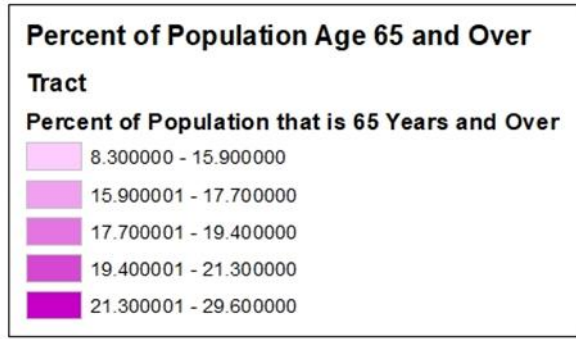 Percent of Population Age 65 and Over
Tract
Percent of Population that is 65 Years and Over
8.300000 - 15.900000
15.900001 - 17.700000
17.700001 - 19.400000
19.400001 - 21.300000
21.300001 - 29.600000